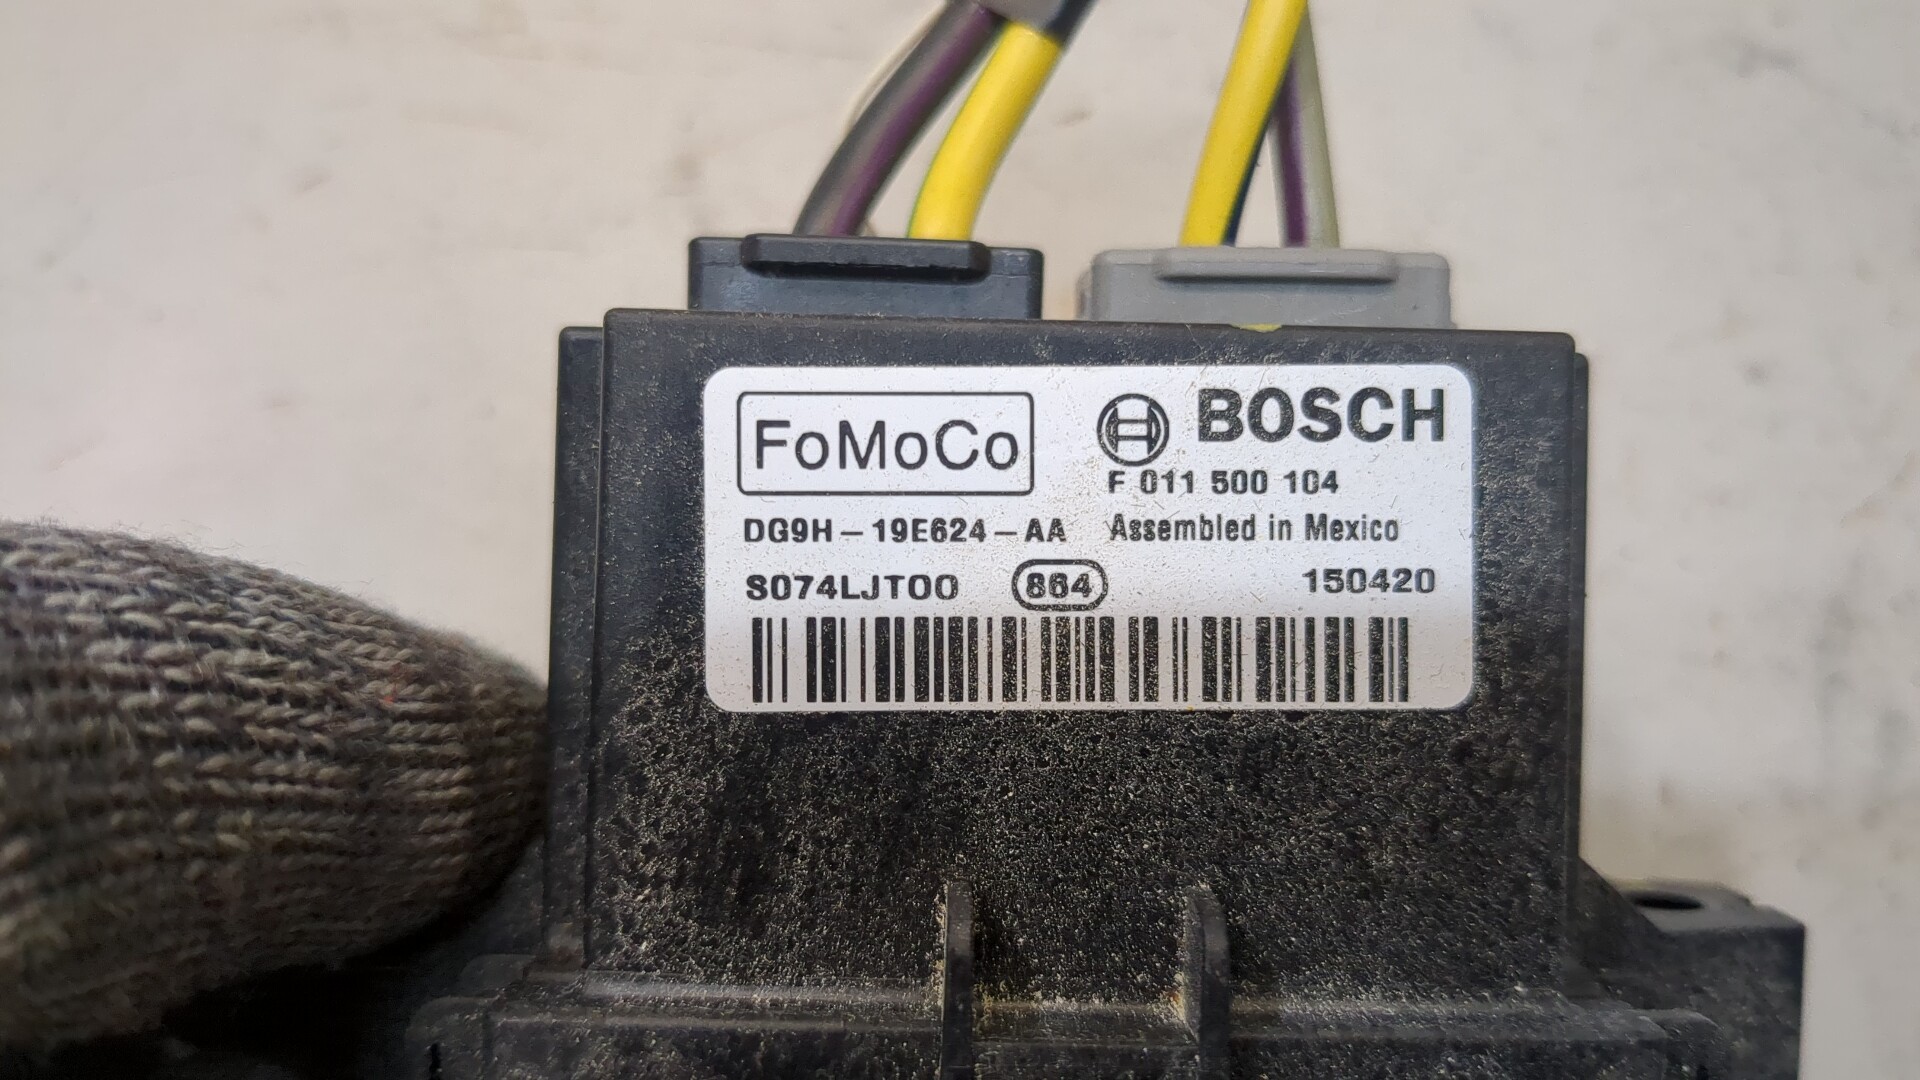 FoMoCo
BOSCH
F 011 500 104
DG9H-19E624-AA
Assembled in Mexico
S074LJT00
864
150420